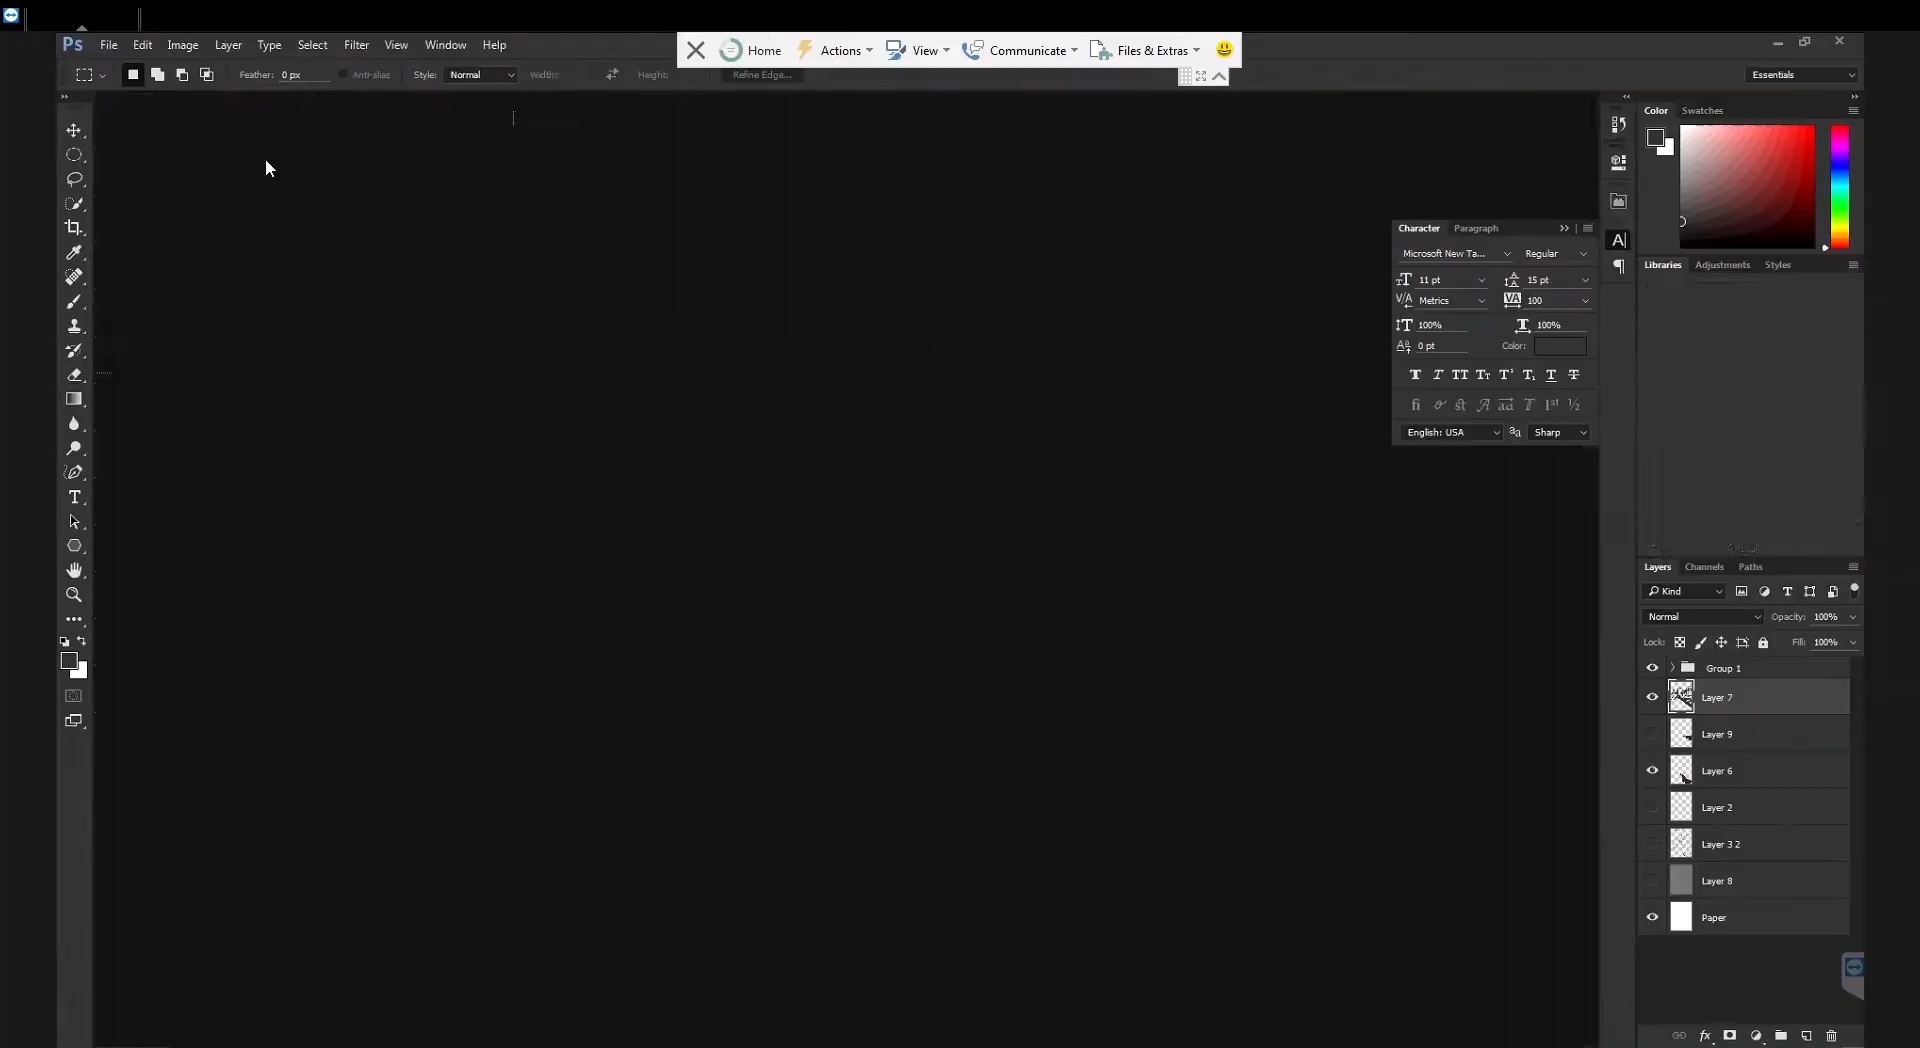 Ps File Edit Image Layer Type Select Filter View Window Help
Home Actions View Communicate Files & Extras
Feather: 0 px Anti-alias Style: Normal Width: Height: Refine Edge... Essentials
Color Swatches
Character Paragraph
Microsoft New Ta... Regular
11 pt 15 pt
Metrics 100
100% 100%
0 pt Color:
English: USA Sharp
Libraries Adjustments Styles
Layers Channels Paths
Kind
Normal Opacity: 100%
Lock: Fill: 100%
Group 1
Layer 7
Layer 9
Layer 6
Layer 2
Layer 3 2
Layer 8
Paper